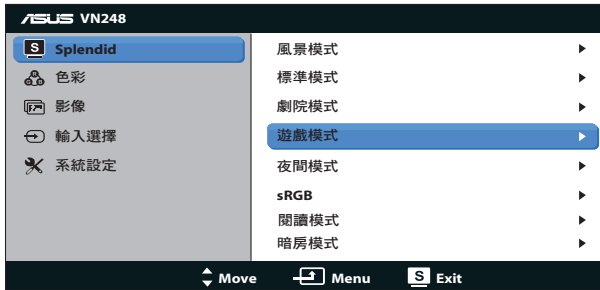 ASUS VN248
S Splendid
色彩
影像
輸入選擇
系統設定
風景模式
標準模式
劇院模式
遊戲模式
夜間模式
sRGB
閱讀模式
暗房模式
Move Menu S Exit